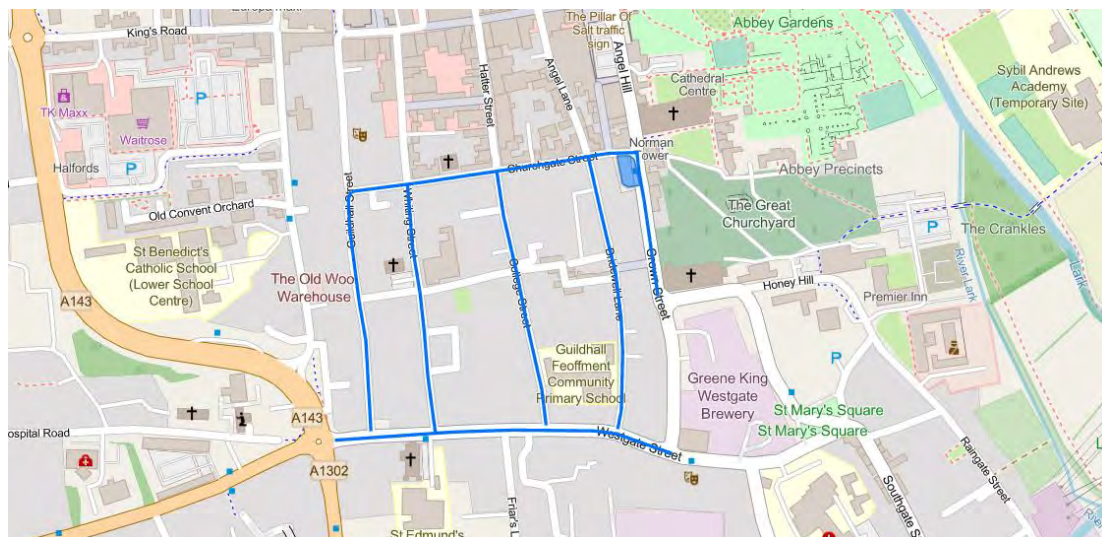 King's Road
The Pillar Of
Salt traffic
sign
Abbey Gardens
Angel Hill
Hatter Street
Angel Lane
Cathedral
Centre
Sybil Andrews
Academy
(Temporary Site)
TK Maxx
P
Waitrose
Halfords
P
Norman
Churchgate Street
Abbey Precincts
Guildhall Street
Whiting Street
Old Convent Orchard
The Great
Churchyard
P
The Crankles
St Benedict's
Catholic School
(Lower School
Centre)
College Street
Bridewell Lane
Crown Street
River Lark
The Old Woo
Warehouse
Honey Hill
Premier Inn
A143
Guildhall
Feoffment
Community
Primary School
Greene King
Westgate
Brewery
P
St Mary's Square
St Mary's Square
A143
ospital Road
Westgate Street
A1302
Raingate Street
Friar's L
Southgate S
St Edmund's